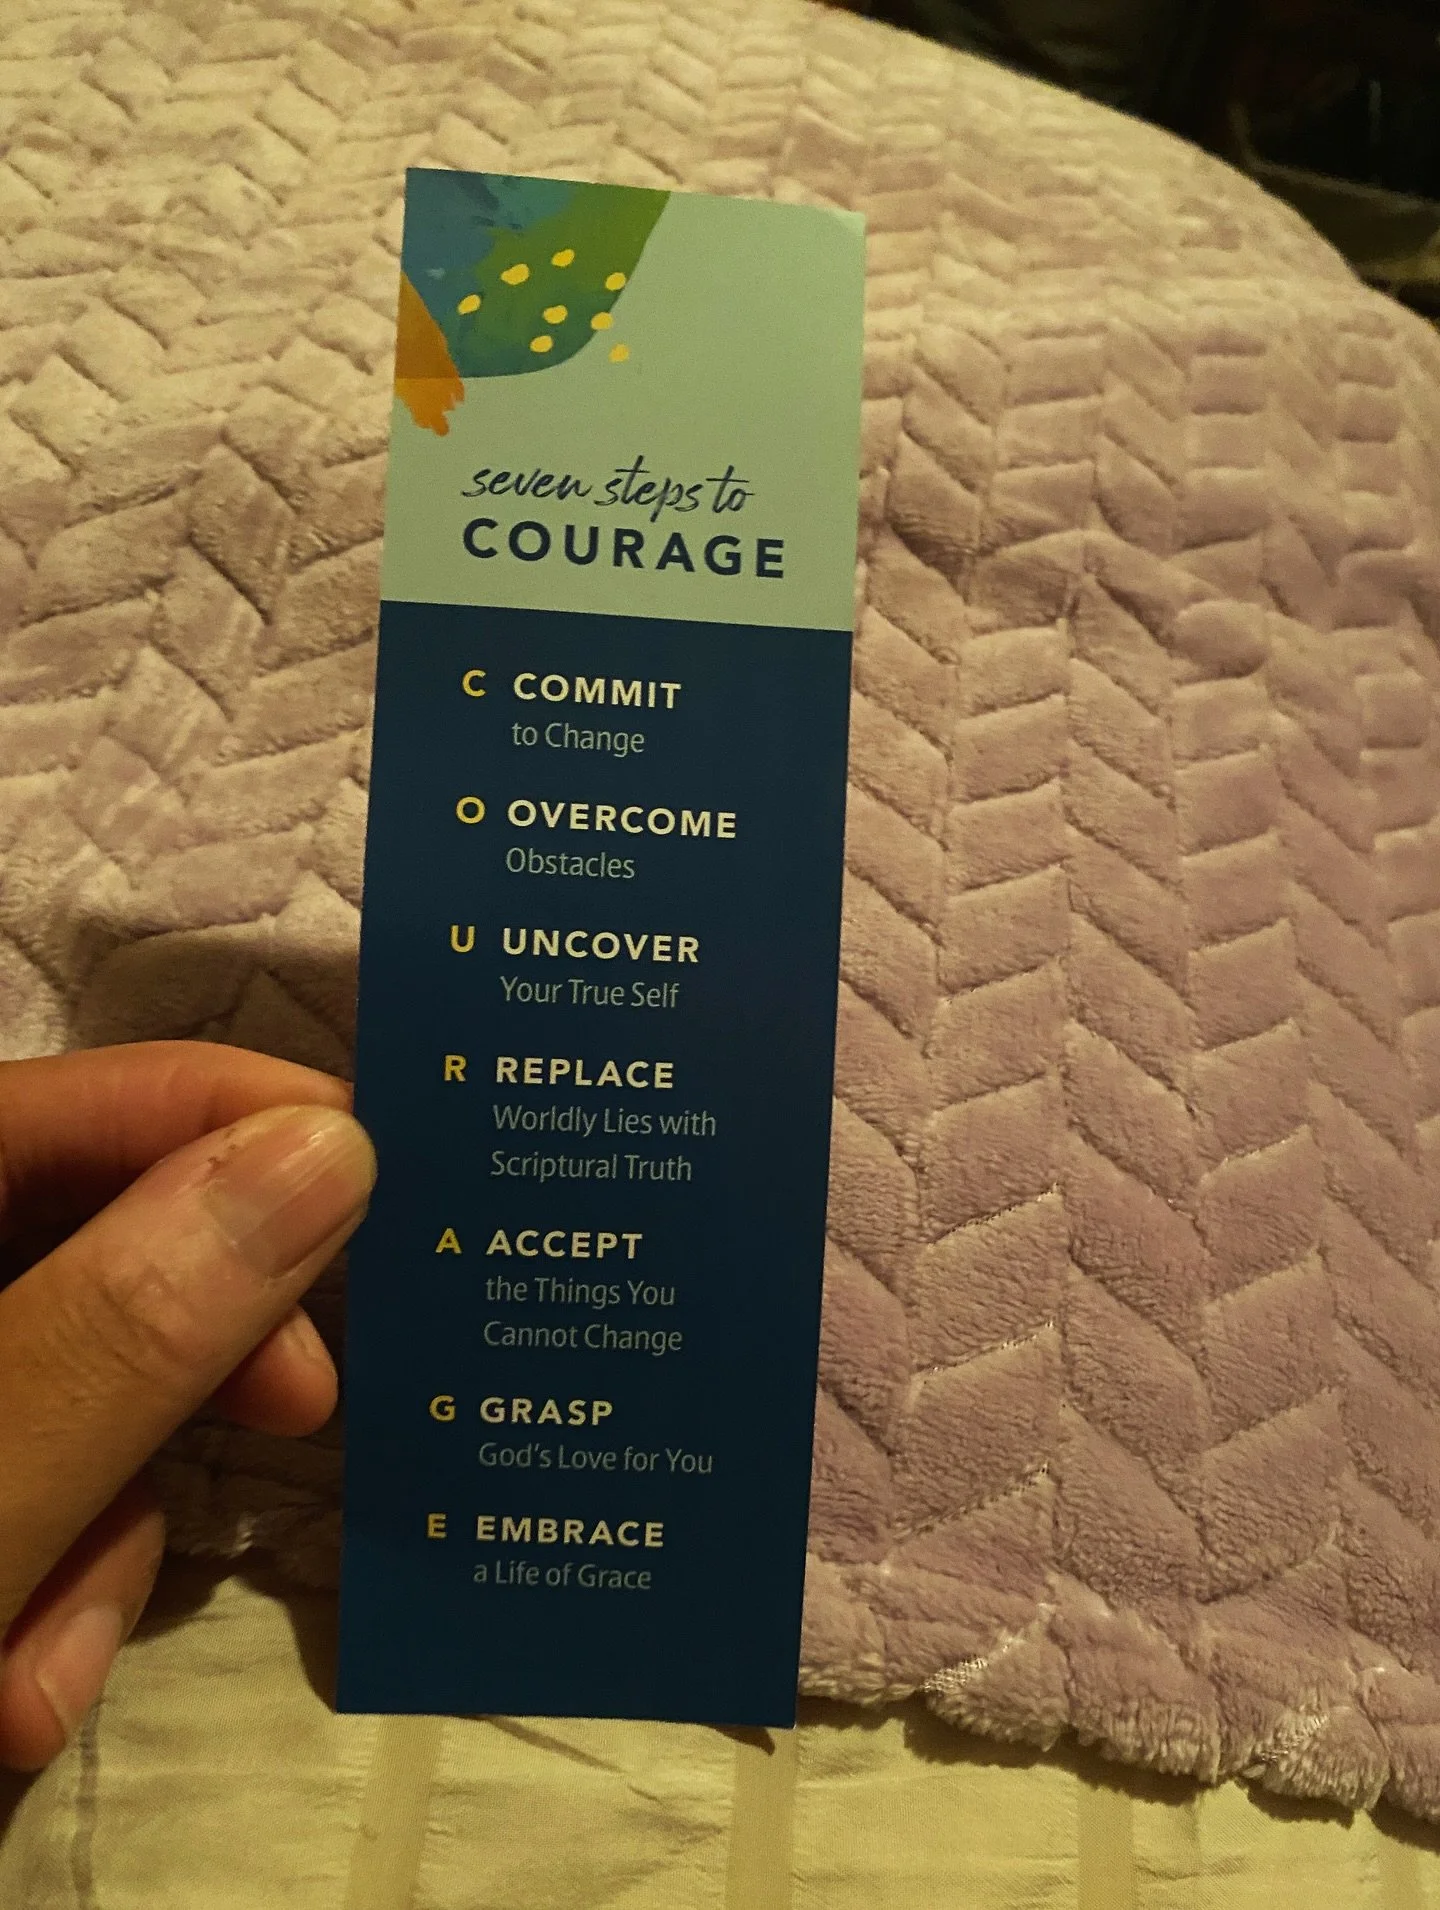 seven steps to
COURAGE
C COMMIT
to Change
O OVERCOME
Obstacles
U UNCOVER
Your True Self
R REPLACE
Worldly Lies with
Scriptural Truth
A ACCEPT
the Things You
Cannot Change
G GRASP
God's Love for You
E EMBRACE
a Life of Grace